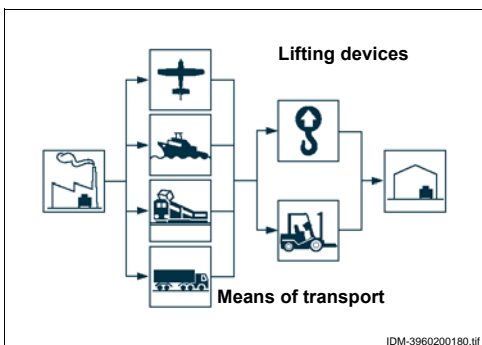 Lifting devices
Means of transport
IDM-3960200180.tif